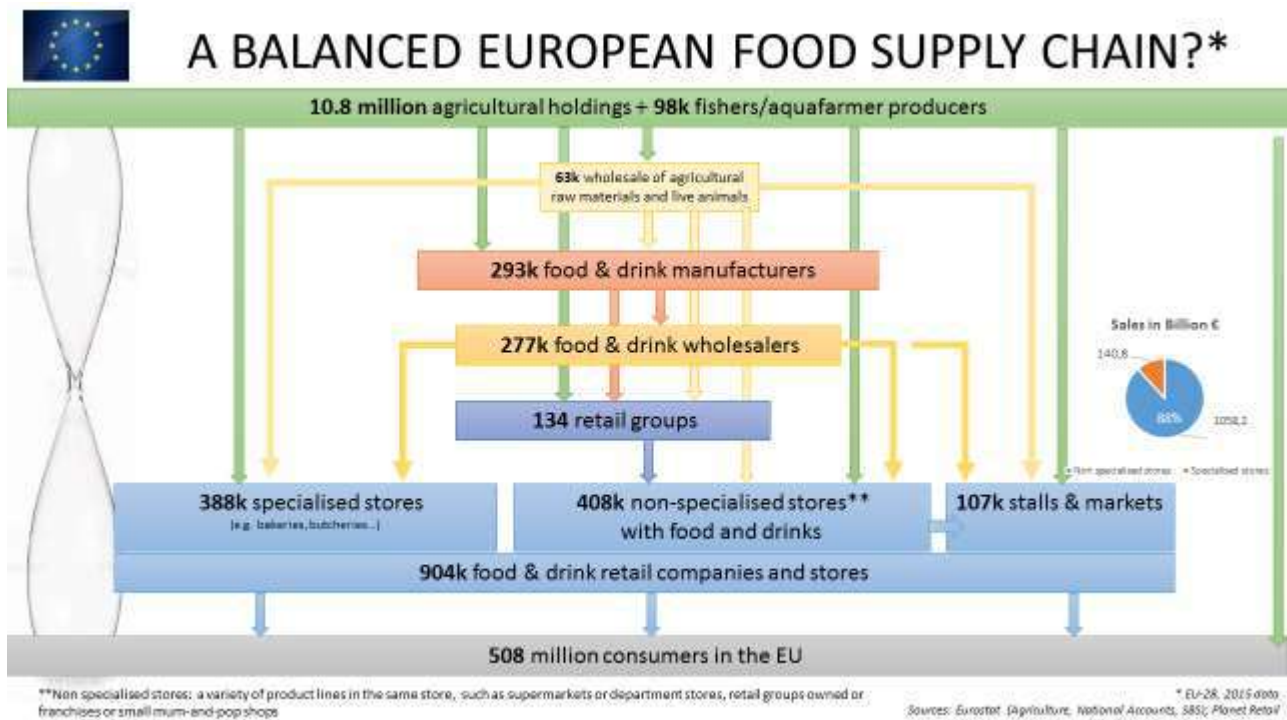 A BALANCED EUROPEAN FOOD SUPPLY CHAIN?*
10.8 million agricultural holdings + 98k fishers/aquafarmer producers
63k wholesale of agricultural
raw materials and live animals
293k food & drink manufacturers
277k food & drink wholesalers
Sales in Billion €
140,8
88%
1058,2
Non specialised stores
Specialised stores
134 retail groups
388k specialised stores
(e.g. bakeries, butcheries...)
408k non-specialised stores**
with food and drinks
107k stalls & markets
904k food & drink retail companies and stores
508 million consumers in the EU
**Non specialised stores: a variety of product lines in the same store, such as supermarkets or department stores, retail groups owned or
franchises or small mum-and-pop shops
* EU-28, 2015 data
Sources: Eurostat (Agriculture, National Accounts, SBS); Planet Retail